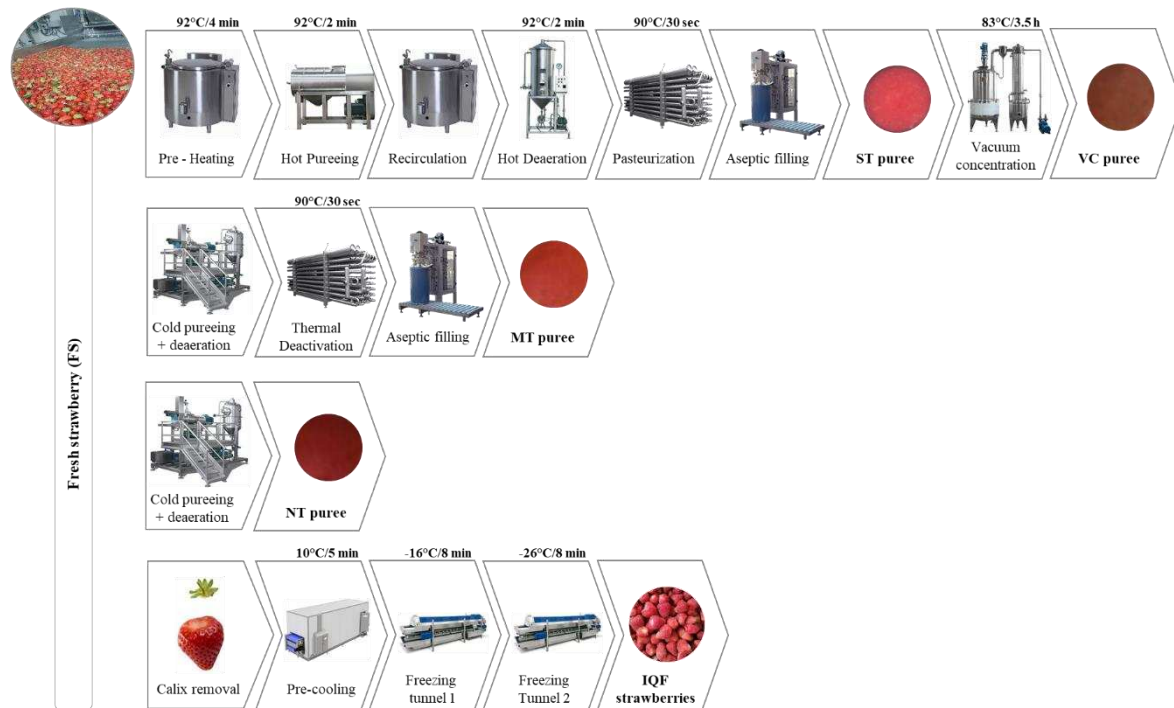 92°C/4 min
92°C/2 min
92°C/2 min
90°C/30 sec
83°C/3.5 h
Pre - Heating
Hot Pureeing
Recirculation
Hot Deaeration
Pasteurization
Aseptic filling
ST puree
Vacuum
concentration
VC puree
90°C/30 sec
Cold pureeing
+ deaeration
Thermal
Deactivation
Aseptic filling
MT puree
Fresh strawberry (FS)
Cold pureeing
+ deaeration
NT puree
10°C/5 min
-16°C/8 min
-26°C/8 min
Calix removal
Pre-cooling
Freezing
tunnel 1
Freezing
Tunnel 2
IQF
strawberries